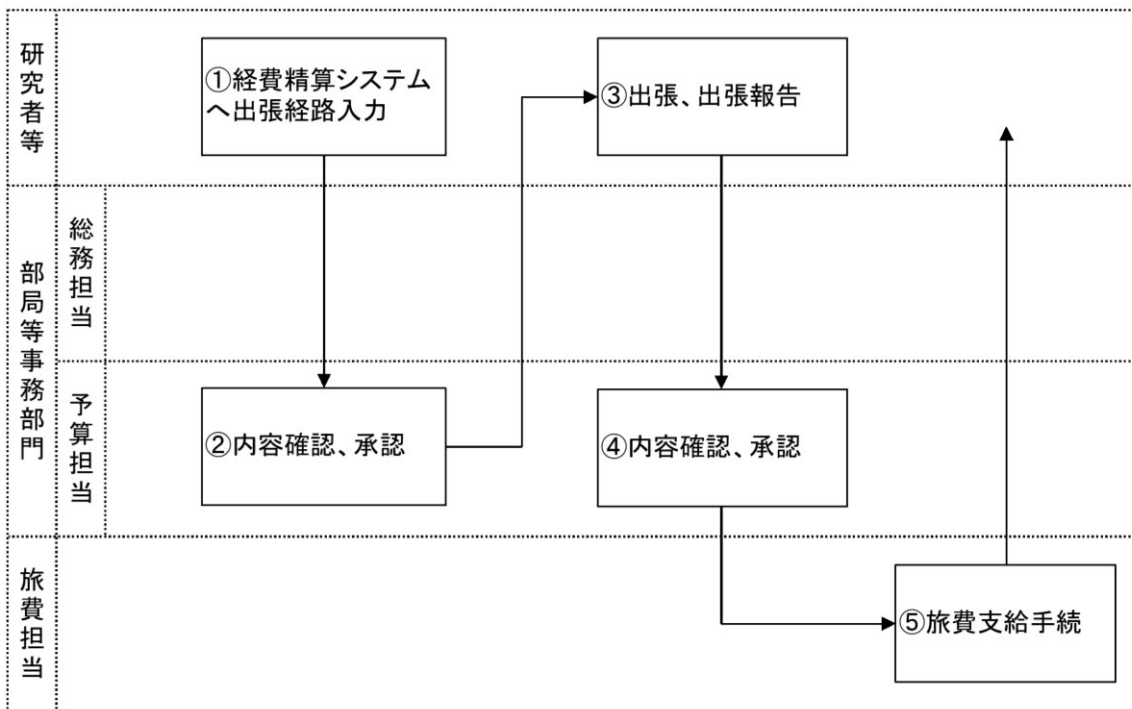 研究者等
①経費精算システム
へ出張経路入力
③出張、出張報告
部局等事務部門
総務担当
予算担当
②内容確認、承認
④内容確認、承認
旅費担当
⑤旅費支給手続